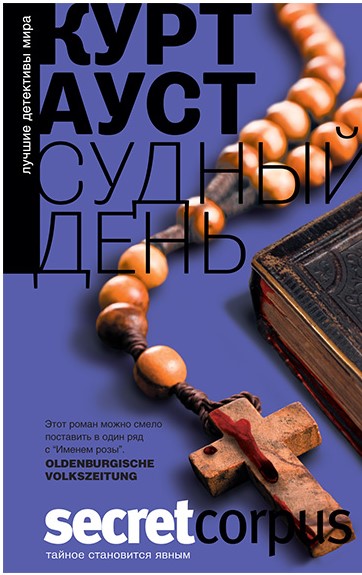 лучшие детективы мира
КУРТ
АУСТ
СУДНЫЙ
ДЕНЬ
Этот роман можно смело
поставить в один ряд
с “Именем розы”.
OLDENBURGISCHE
VOLKSZEITUNG
secretcorpus
тайное становится явным